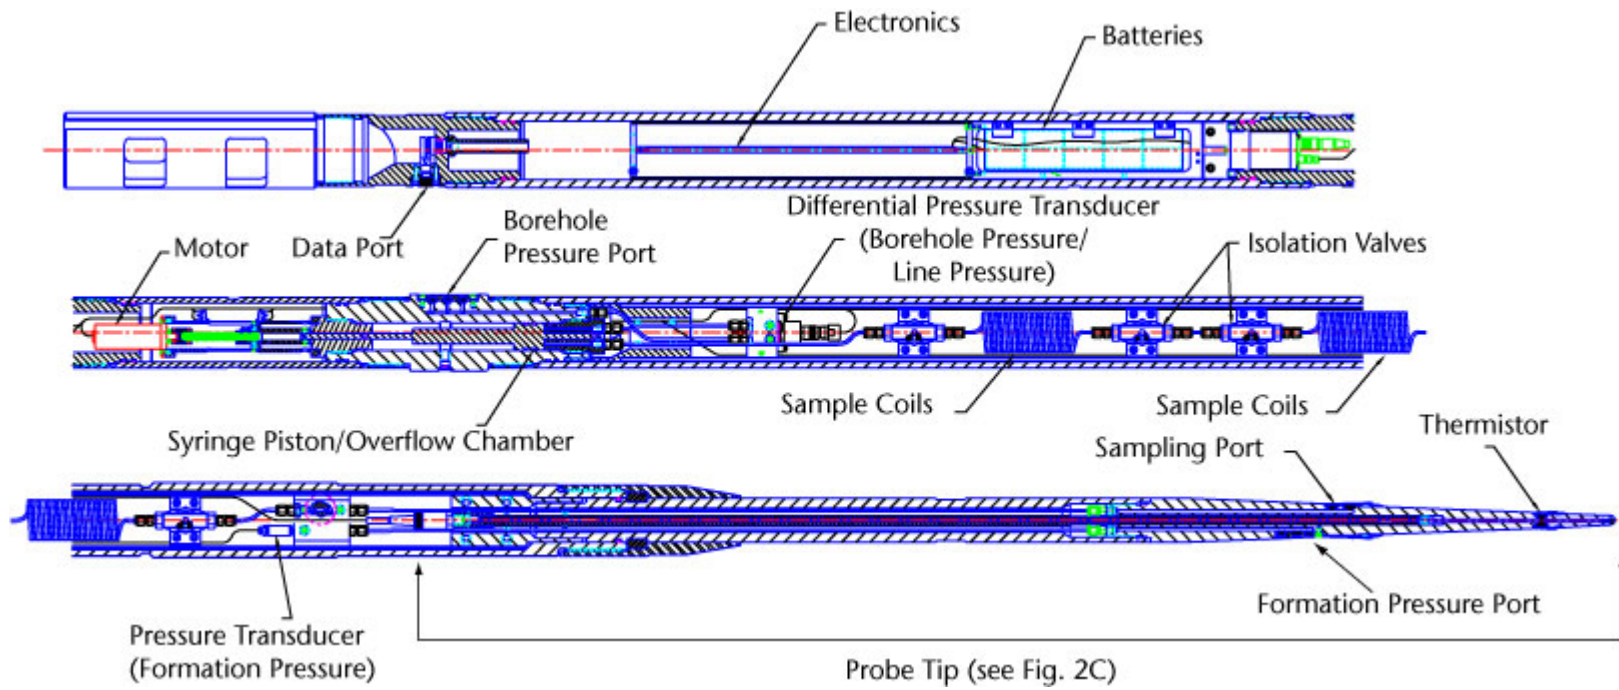 Electronics
Batteries
Motor
Data Port
Borehole
Pressure Port
Differential Pressure Transducer
(Borehole Pressure/
Line Pressure)
Isolation Valves
Syringe Piston/Overflow Chamber
Sample Coils
Sample Coils
Sampling Port
Thermistor
Pressure Transducer
(Formation Pressure)
Formation Pressure Port
Probe Tip (see Fig. 2C)